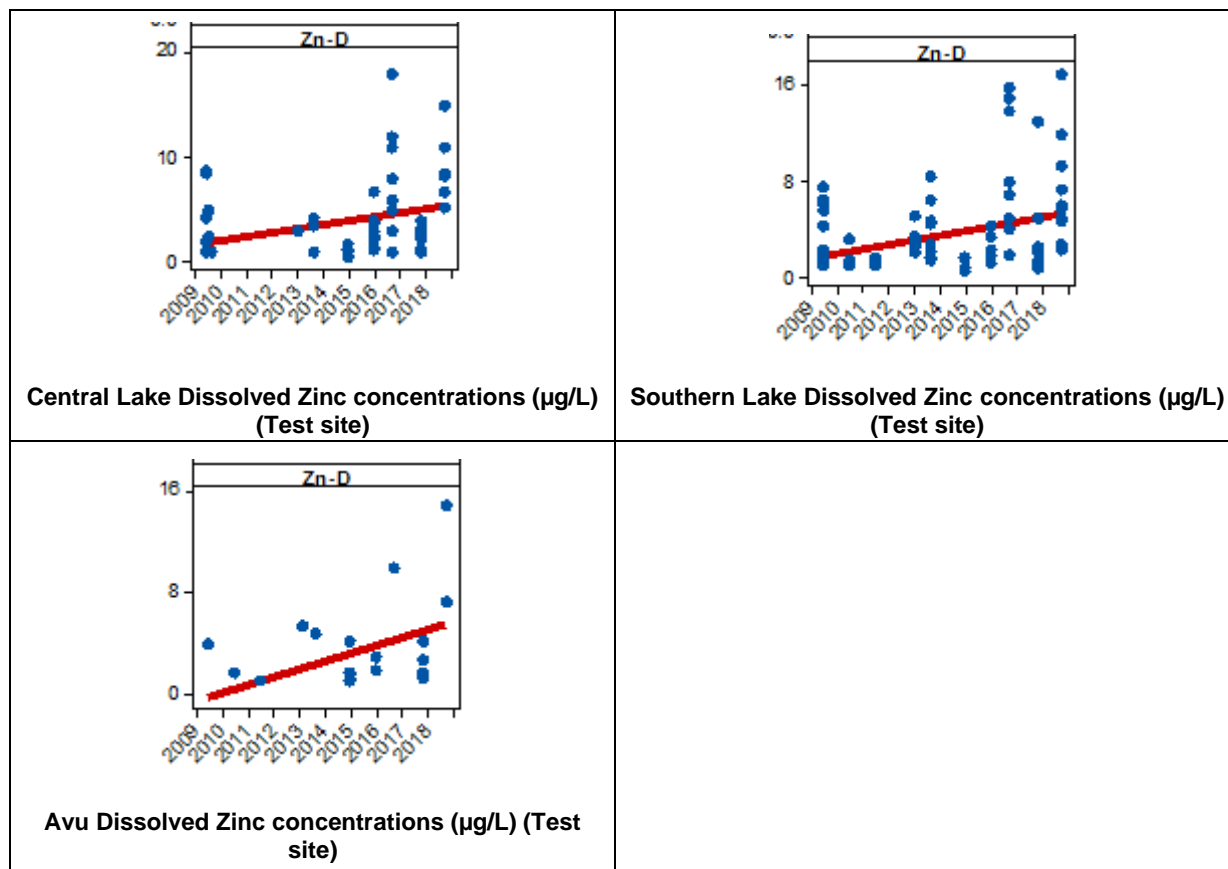 Zn-D
20
10
0
2009 2010 2011 2012 2013 2014 2015 2016 2017 2018
Central Lake Dissolved Zinc concentrations (µg/L)
(Test site)
Zn-D
16
8
0
2009 2010 2011 2012 2013 2014 2015 2016 2017 2018
Southern Lake Dissolved Zinc concentrations (µg/L)
(Test site)
Zn-D
16
8
0
2009 2010 2011 2012 2013 2014 2015 2016 2017 2018
Avu Dissolved Zinc concentrations (µg/L) (Test
site)